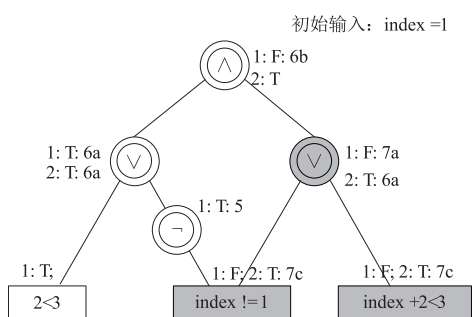 初始输入：index =1
∧
1: F: 6b
2: T
1: T: 6a
2: T: 6a
∨
∨
1: F: 7a
2: T: 6a
¬
1: T: 5
1: T;
1: F; 2: T: 7c
1: F; 2: T: 7c
2<3
index !=1
index +2<3